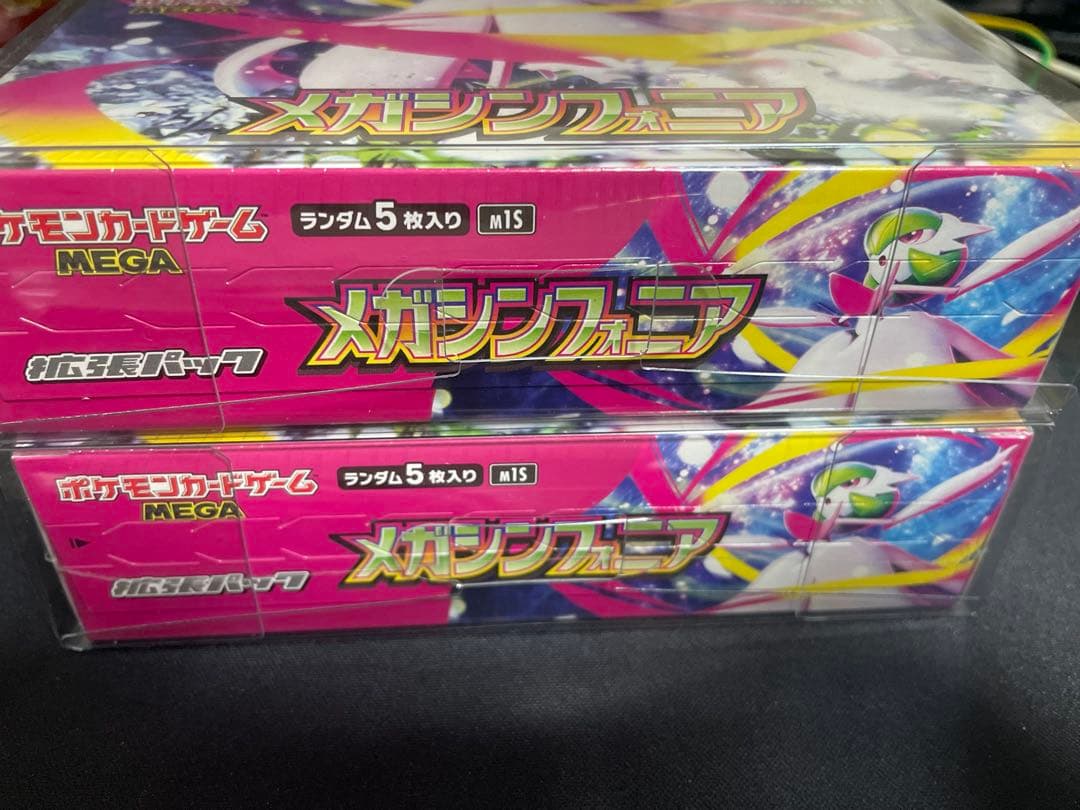 メガシンフォニア
ケモンカードゲーム
MEGA
ランダム5枚入り M1S
メガシンフォニア
拡張パック
ポケモンカードゲーム
MEGA
ランダム5枚入り M1S
メガシンフォニア
拡張パック